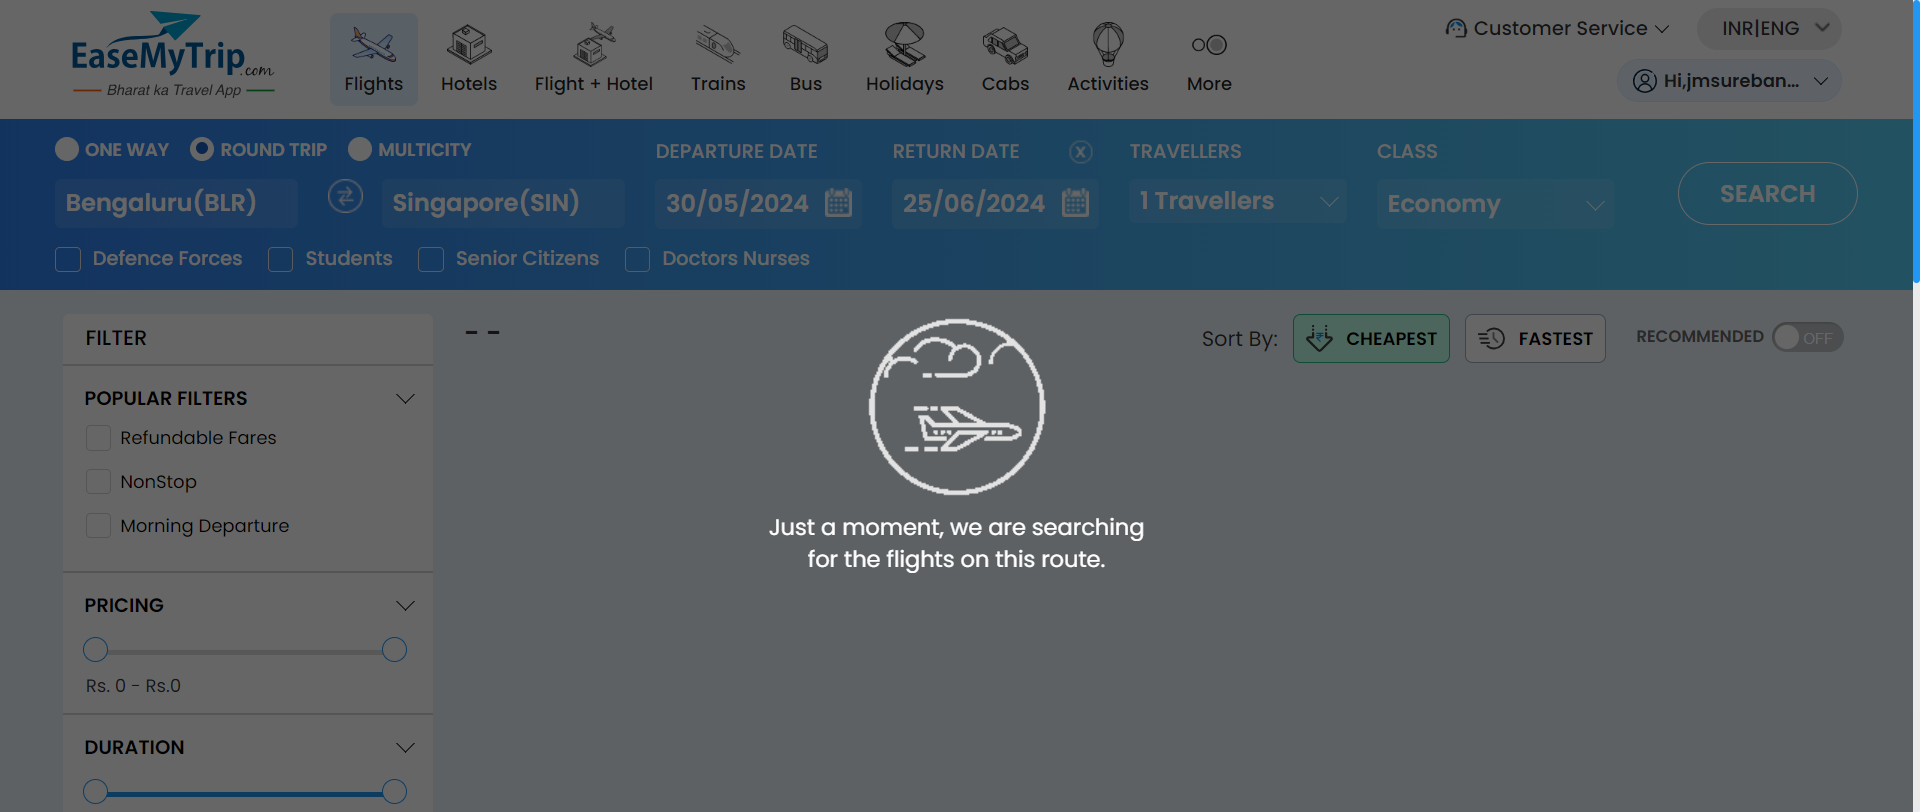 EaseMyTrip.com
Bharat ka Travel App
Flights
Hotels
Flight + Hotel
Trains
Bus
Holidays
Cabs
Activities
More
Customer Service
INR|ENG
Hi,jmsureban...
ONE WAY
ROUND TRIP
MULTICITY
DEPARTURE DATE
RETURN DATE
X
TRAVELLERS
CLASS
Bengaluru(BLR)
Singapore(SIN)
30/05/2024
25/06/2024
1 Travellers
Economy
SEARCH
Defence Forces
Students
Senior Citizens
Doctors Nurses
FILTER
- -
Sort By:
CHEAPEST
FASTEST
RECOMMENDED
OFF
POPULAR FILTERS
Refundable Fares
NonStop
Morning Departure
Just a moment, we are searching
for the flights on this route.
PRICING
Rs. 0 - Rs.0
DURATION